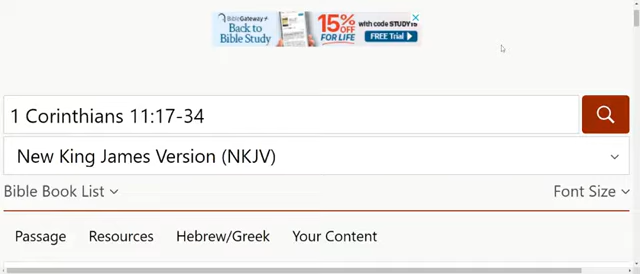 BibleGateway+
Back to
Bible Study
15%
OFF
FOR LIFE
with code STUDY15
FREE Trial
1 Corinthians 11:17-34
New King James Version (NKJV)
Bible Book List
Font Size
Passage Resources Hebrew/Greek Your Content